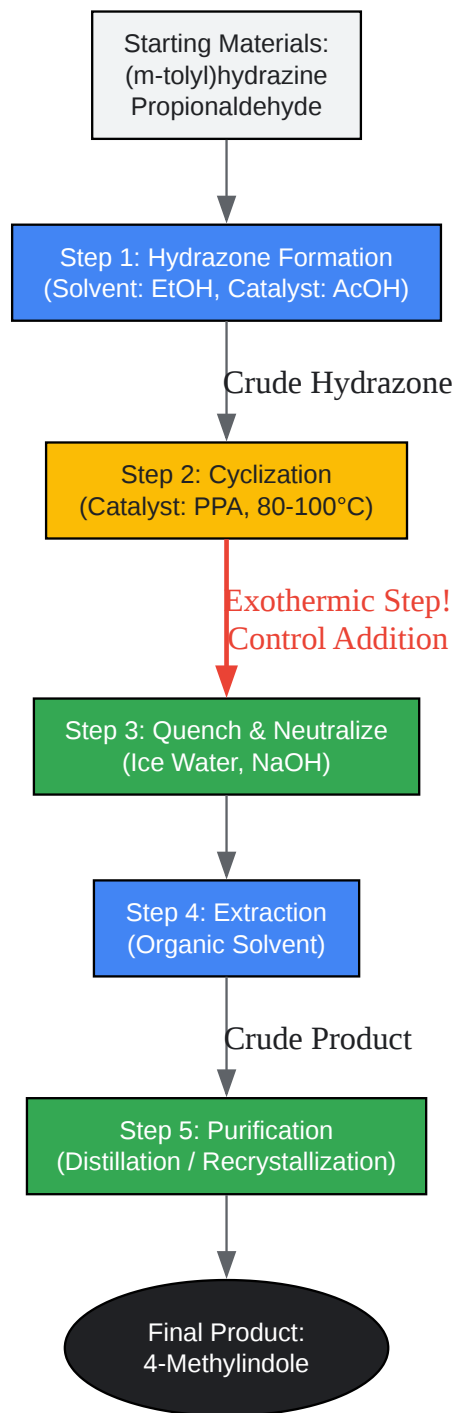 Starting Materials:
(m-tolyl)hydrazine
Propionaldehyde
Step 1: Hydrazone Formation
(Solvent: EtOH, Catalyst: AcOH)
Crude Hydrazone
Step 2: Cyclization
(Catalyst: PPA, 80-100°C)
Exothermic Step!
Control Addition
Step 3: Quench & Neutralize
(Ice Water, NaOH)
Step 4: Extraction
(Organic Solvent)
Crude Product
Step 5: Purification
(Distillation / Recrystallization)
Final Product:
4-Methylindole